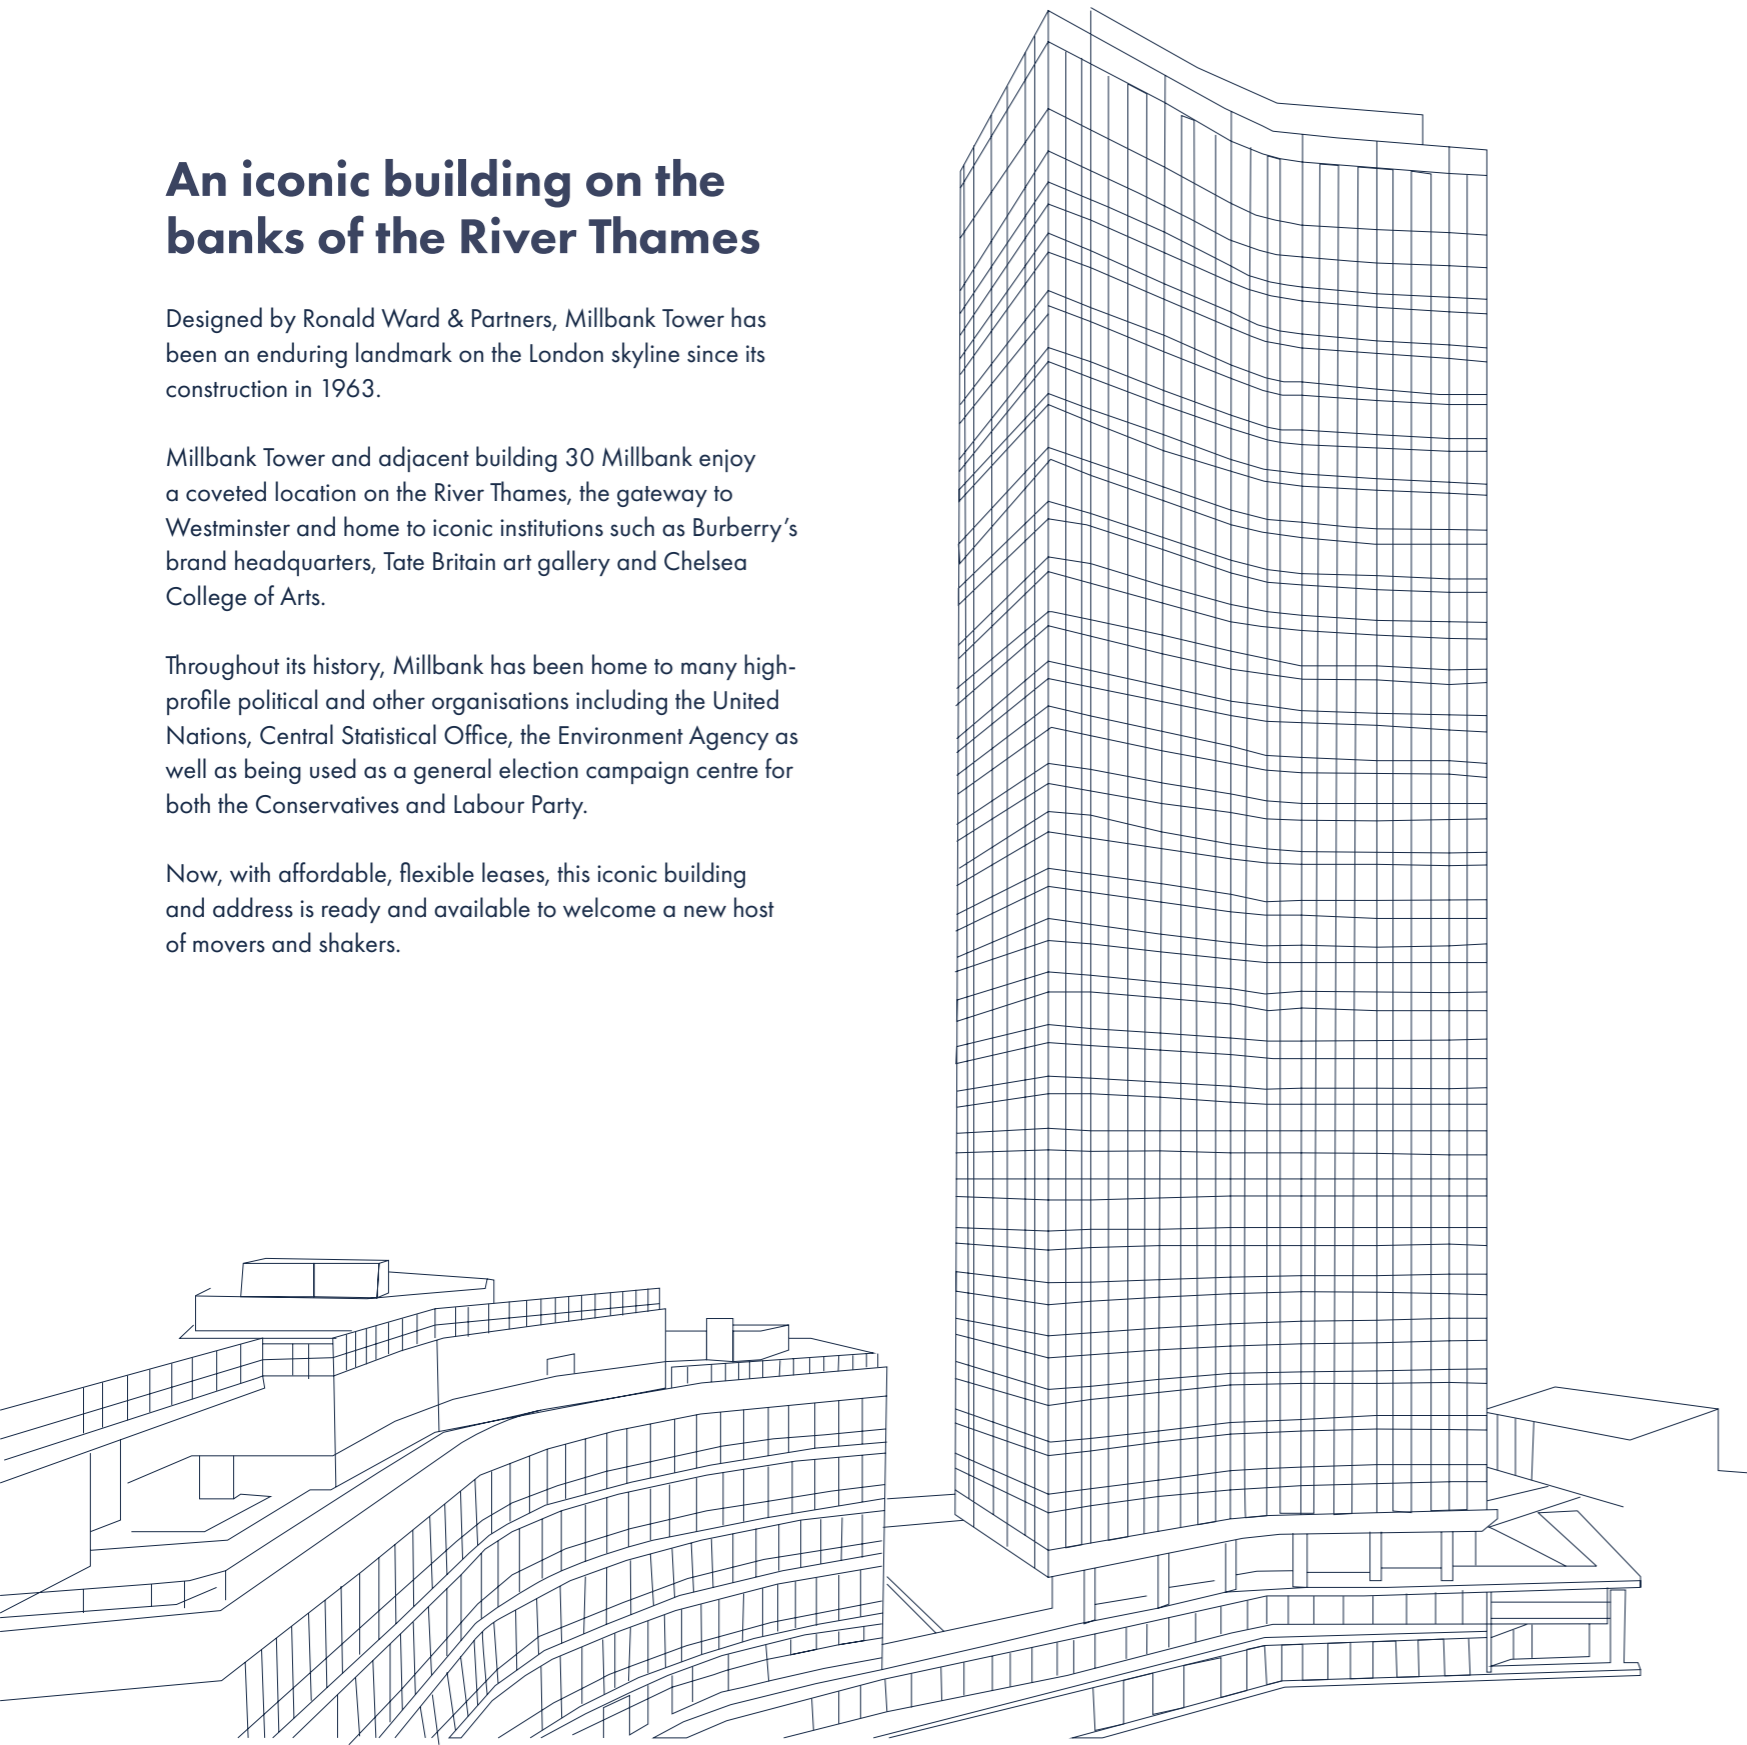 An iconic building on the
banks of the River Thames
Designed by Ronald Ward & Partners, Millbank Tower has
been an enduring landmark on the London skyline since its
construction in 1963.
Millbank Tower and adjacent building 30 Millbank enjoy
a coveted location on the River Thames, the gateway to
Westminster and home to iconic institutions such as Burberry’s
brand headquarters, Tate Britain art gallery and Chelsea
College of Arts.
Throughout its history, Millbank has been home to many high-
profile political and other organisations including the United
Nations, Central Statistical Office, the Environment Agency as
well as being used as a general election campaign centre for
both the Conservatives and Labour Party.
Now, with affordable, flexible leases, this iconic building
and address is ready and available to welcome a new host
of movers and shakers.